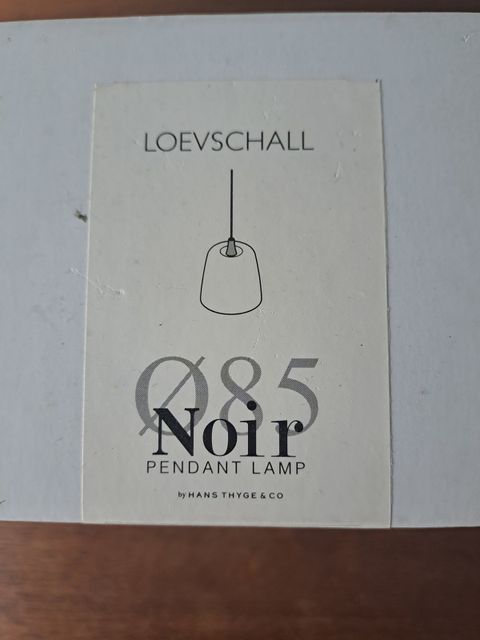 LOEVSCHALL
Ø85
Noir
PENDANT LAMP
by HANS THYGE & CO